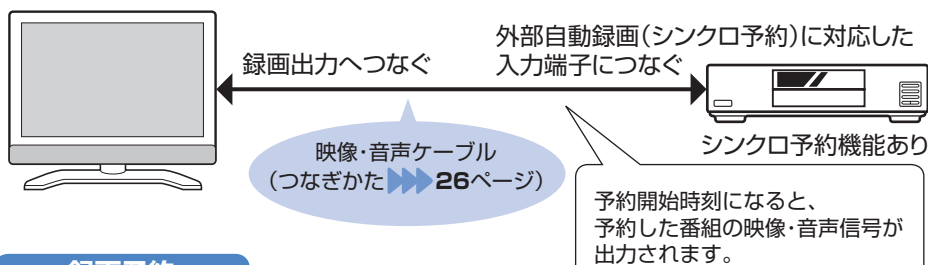 録画出力へつなぐ
外部自動録画(シンクロ予約)に対応した
入力端子につなぐ
シンクロ予約機能あり
映像・音声ケーブル
(つなぎかた 26ページ)
予約開始時刻になると、
予約した番組の映像・音声信号が
出力されます。